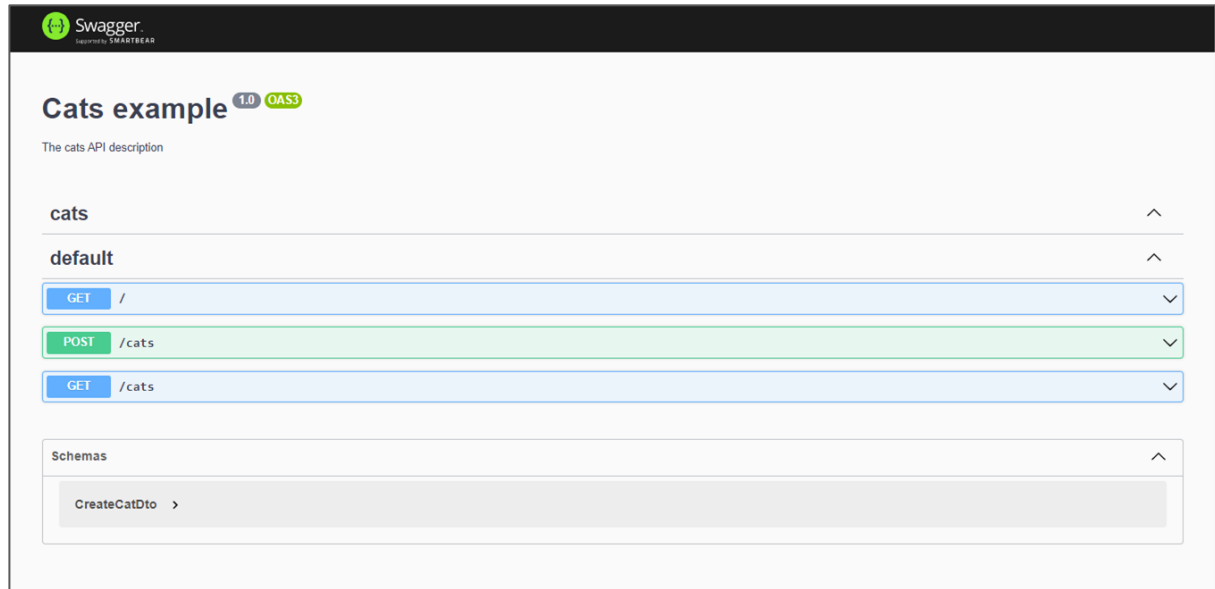 Swagger.
Supported by SMARTBEAR
Cats example 1.0 OAS3
The cats API description
cats
default
GET /
POST /cats
GET /cats
Schemas
CreateCatDto